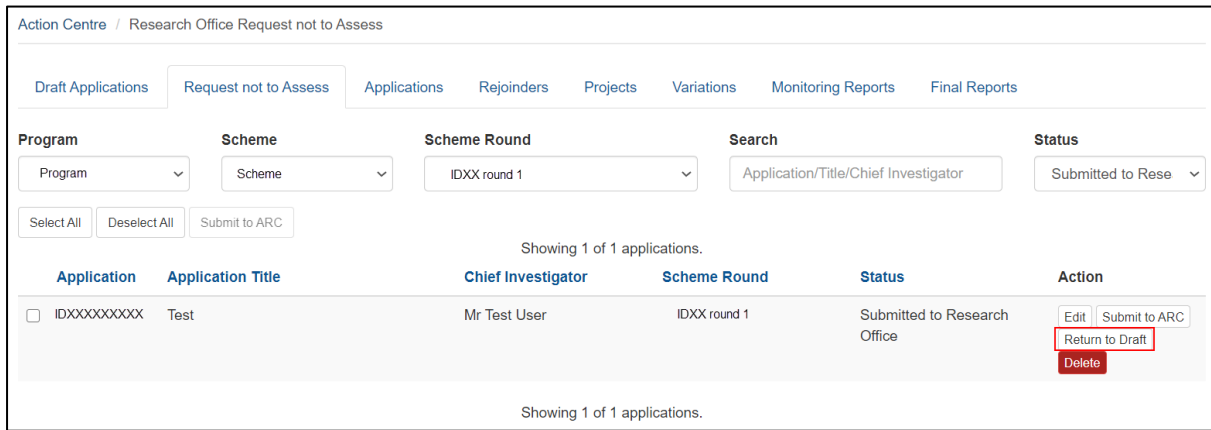 Action Centre / Research Office Request not to Assess
Draft Applications Request not to Assess Applications Rejoinders Projects Variations Monitoring Reports Final Reports
Program Scheme Scheme Round Search Status
Program Scheme IDXX round 1 Application/Title/Chief Investigator Submitted to Rese
Select All Deselect All Submit to ARC
Showing 1 of 1 applications.
Application Application Title Chief Investigator Scheme Round Status Action
IDXXXXXXXXX Test Mr Test User IDXX round 1 Submitted to Research Edit Submit to ARC
Office Return to Draft
Delete
Showing 1 of 1 applications.